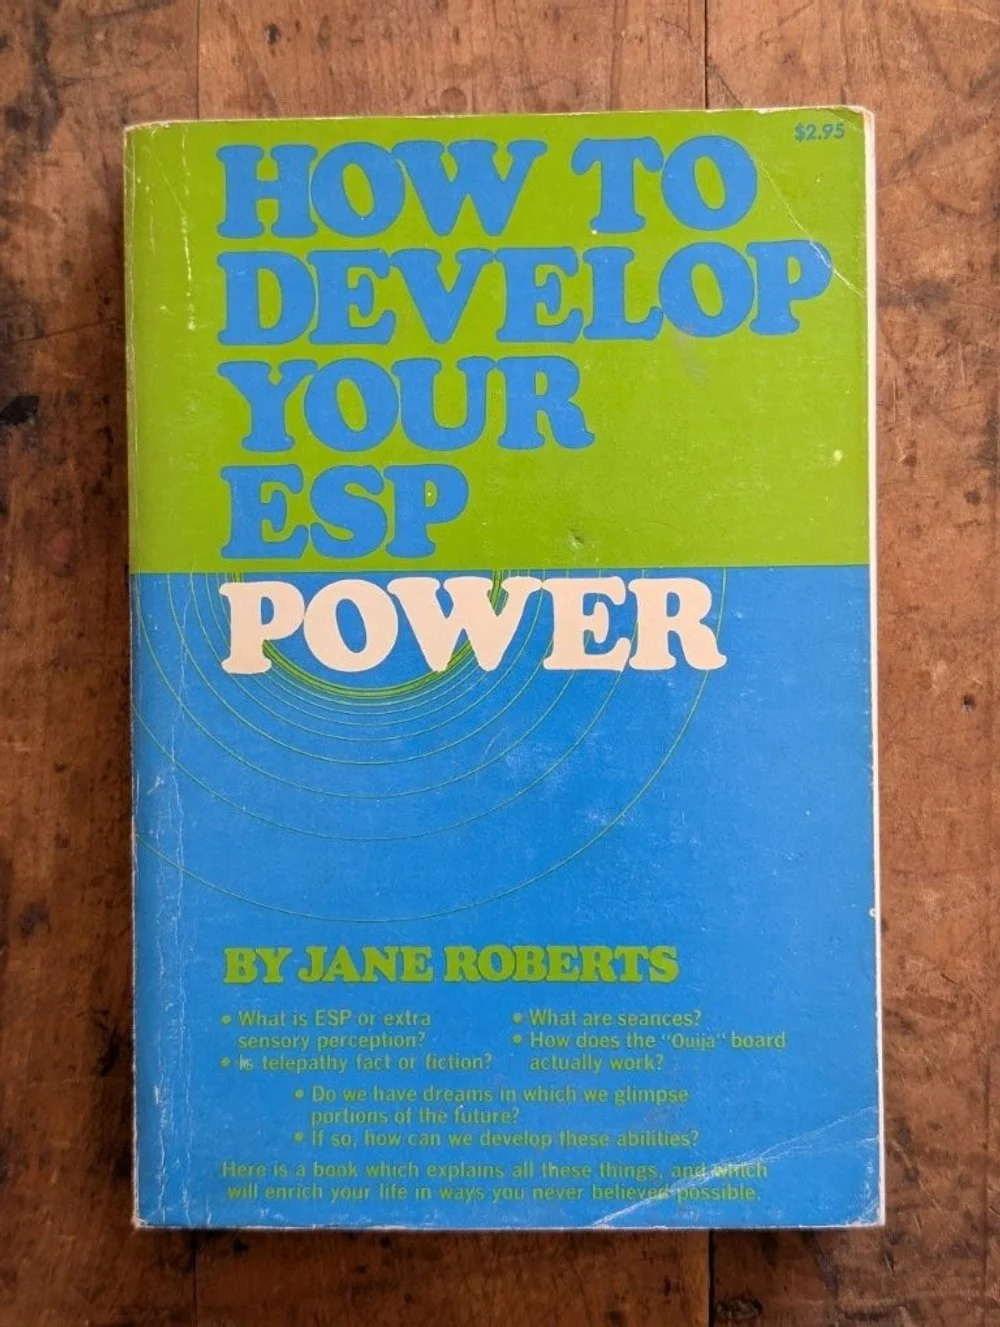 $2.95
HOW TO
DEVELOP
YOUR
ESP
POWER
BY JANE ROBERTS
• What is ESP or extra
sensory perception?
• Is telepathy fact or fiction?
• What are seances?
• How does the "Ouija" board
actually work?
• Do we have dreams in which we glimpse
portions of the future?
• If so, how can we develop these abilities?
Here is a book which explains all these things, and which
will enrich your life in ways you never believed possible.